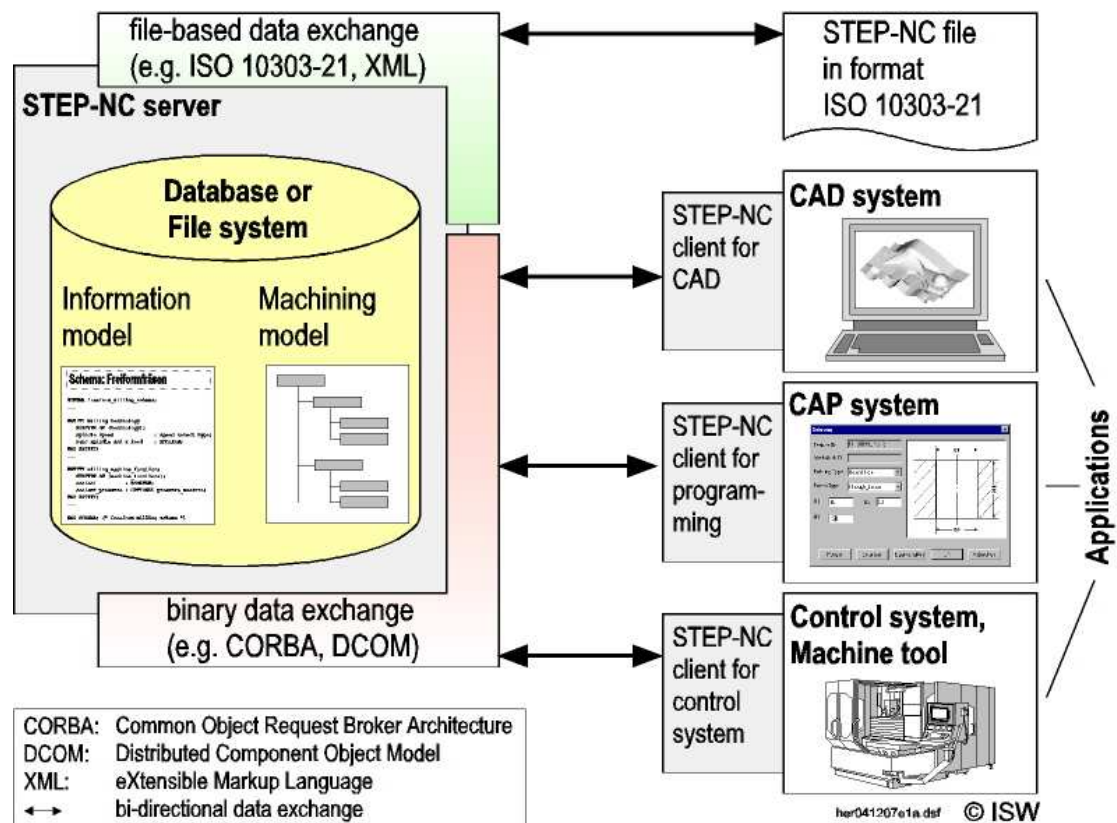 file-based data exchange
(e.g. ISO 10303-21, XML)
STEP-NC server
Database or
File system
Information
model
Machining
model
Schema: Freiformfräsen
binary data exchange
(e.g. CORBA, DCOM)
STEP-NC file
in format
ISO 10303-21
STEP-NC
client for
CAD
CAD system
STEP-NC
client for
program-
ming
CAP system
STEP-NC
client for
control
system
Control system,
Machine tool
Applications
CORBA: Common Object Request Broker Architecture
DCOM: Distributed Component Object Model
XML: eXtensible Markup Language
bi-directional data exchange
her041207e1a.dsf © ISW